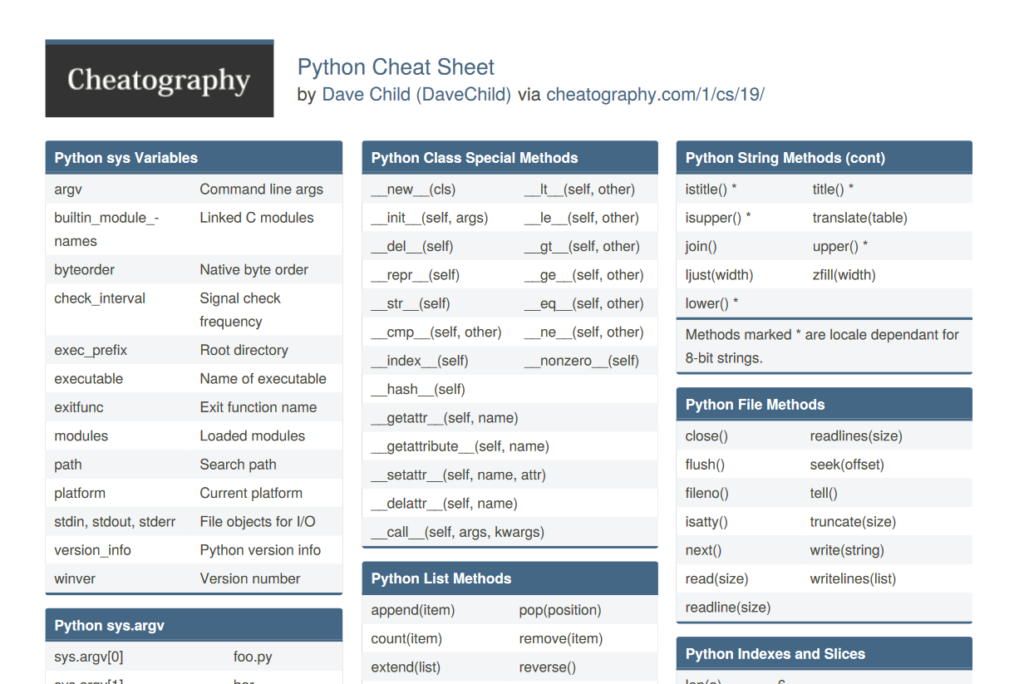 Cheatography
Python Cheat Sheet
by Dave Child (DaveChild) via cheatography.com/1/cs/19/
Python sys Variables
argv Command line args
builtin_module_- Linked C modules
names
byteorder Native byte order
check_interval Signal check
frequency
exec_prefix Root directory
executable Name of executable
exitfunc Exit function name
modules Loaded modules
path Search path
platform Current platform
stdin, stdout, stderr File objects for I/O
version_info Python version info
winver Version number
Python sys.argv
sys.argv[0] foo.py
sys.argv[1] bar
Python Class Special Methods
__new__(cls) __lt__(self, other)
__init__(self, args) __le__(self, other)
__del__(self) __gt__(self, other)
__repr__(self) __ge__(self, other)
__str__(self) __eq__(self, other)
__cmp__(self, other) __ne__(self, other)
__index__(self) __nonzero__(self)
__hash__(self)
__getattr__(self, name)
__getattribute__(self, name)
__setattr__(self, name, attr)
__delattr__(self, name)
__call__(self, args, kwargs)
Python List Methods
append(item) pop(position)
count(item) remove(item)
extend(list) reverse()
Python String Methods (cont)
istitle() * title() *
isupper() * translate(table)
join() upper() *
ljust(width) zfill(width)
lower() *
Methods marked * are locale dependant for
8-bit strings.
Python File Methods
close() readlines(size)
flush() seek(offset)
fileno() tell()
isatty() truncate(size)
next() write(string)
read(size) writelines(list)
readline(size)
Python Indexes and Slices
len(a) 6